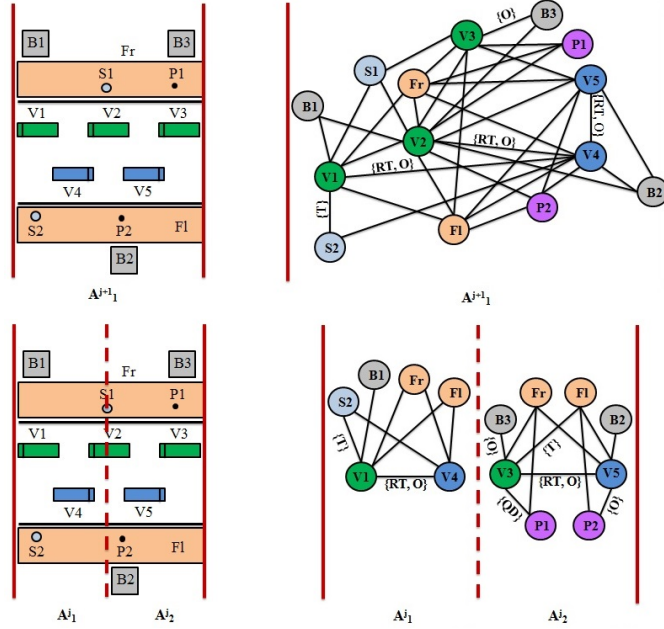 B1 Fr B3
S1 P1
V1 V2 V3
V4 V5
S2 P2 Fl
B2
A^{j+1}_1
B3
V3 {O} P1
S1 Fr V5
B1 {RT, O}
V2 {RT, O} V4
V1 {RT, O} B2
{T} P2
S2 Fl
A^{j+1}_1
B1 Fr B3
S1 P1
V1 V2 V3
V4 V5
S2 P2 Fl
B2
A^j_1 A^j_2
B1 Fr Fl
S2
{T}
V1 {RT, O} V4
A^j_1
Fr Fl
B3 B2
{O} {T}
V3 {RT, O} V5
{QD} {O}
P1 P2
A^j_2